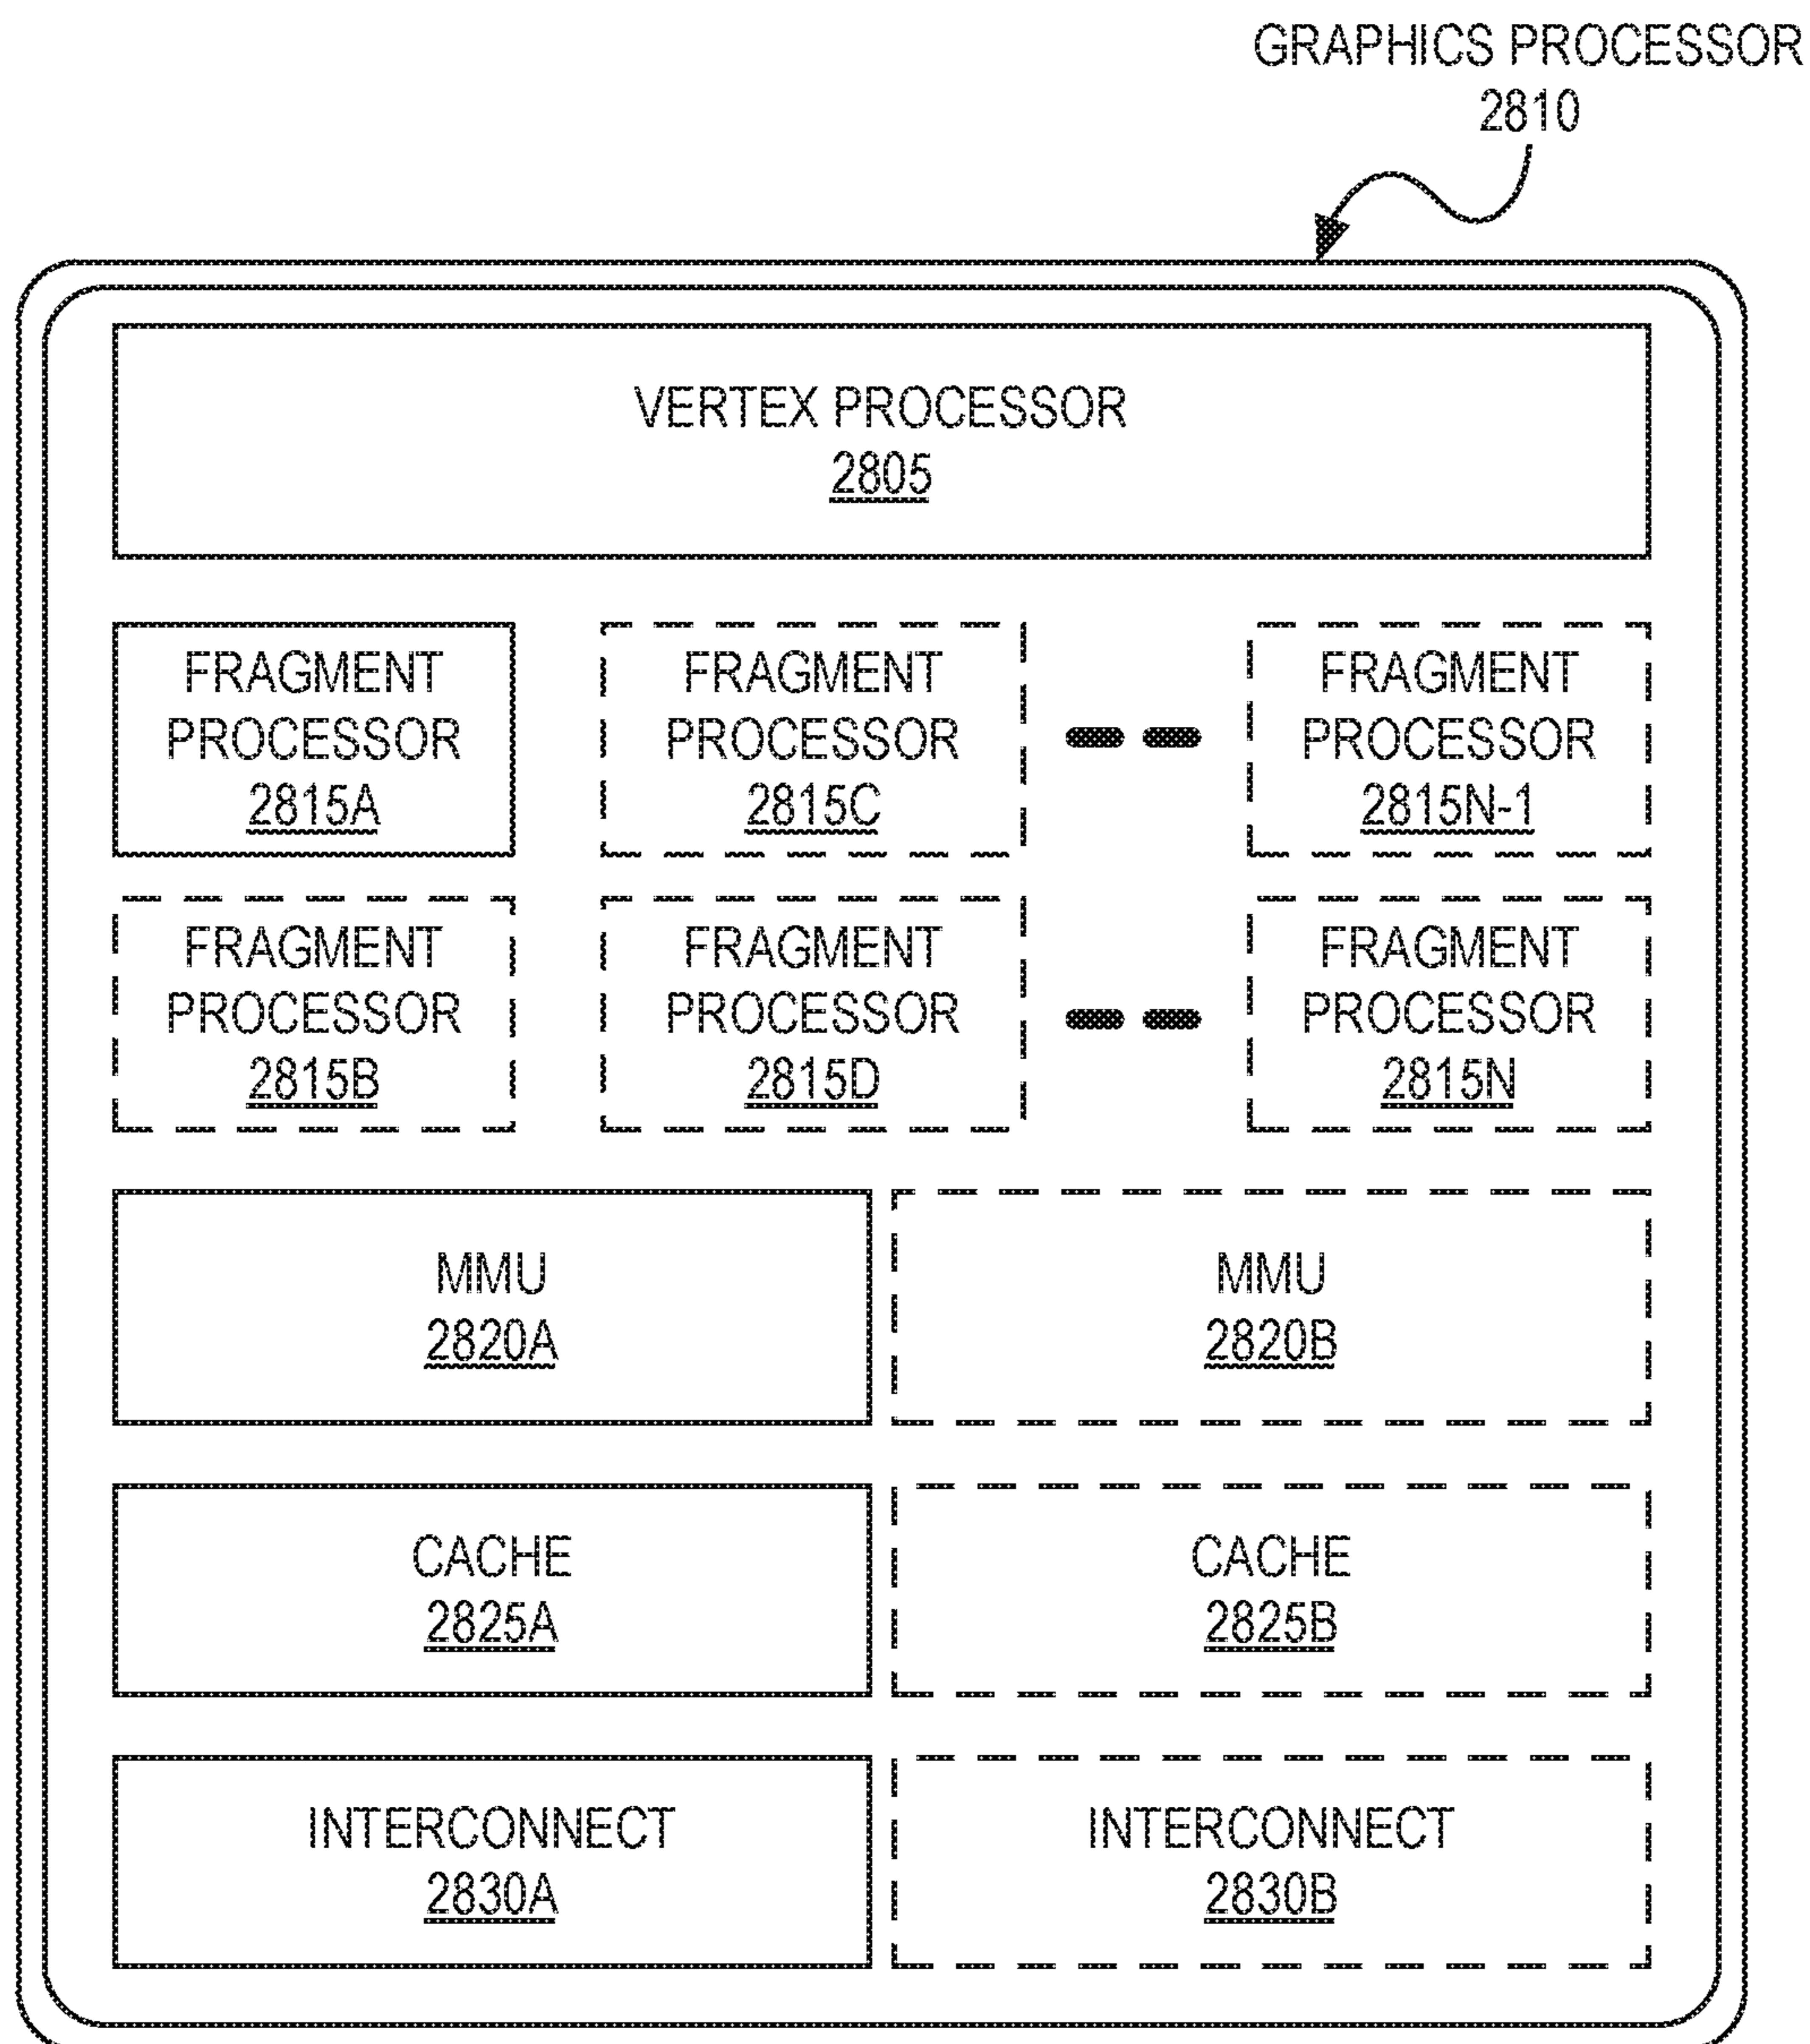 GRAPHICS PROCESSOR
2810
VERTEX PROCESSOR
2805
FRAGMENT
PROCESSOR
2815A
FRAGMENT
PROCESSOR
2815C
FRAGMENT
PROCESSOR
2815N-1
FRAGMENT
PROCESSOR
2815B
FRAGMENT
PROCESSOR
2815D
FRAGMENT
PROCESSOR
2815N
MMU
2820A
MMU
2820B
CACHE
2825A
CACHE
2825B
INTERCONNECT
2830A
INTERCONNECT
2830B